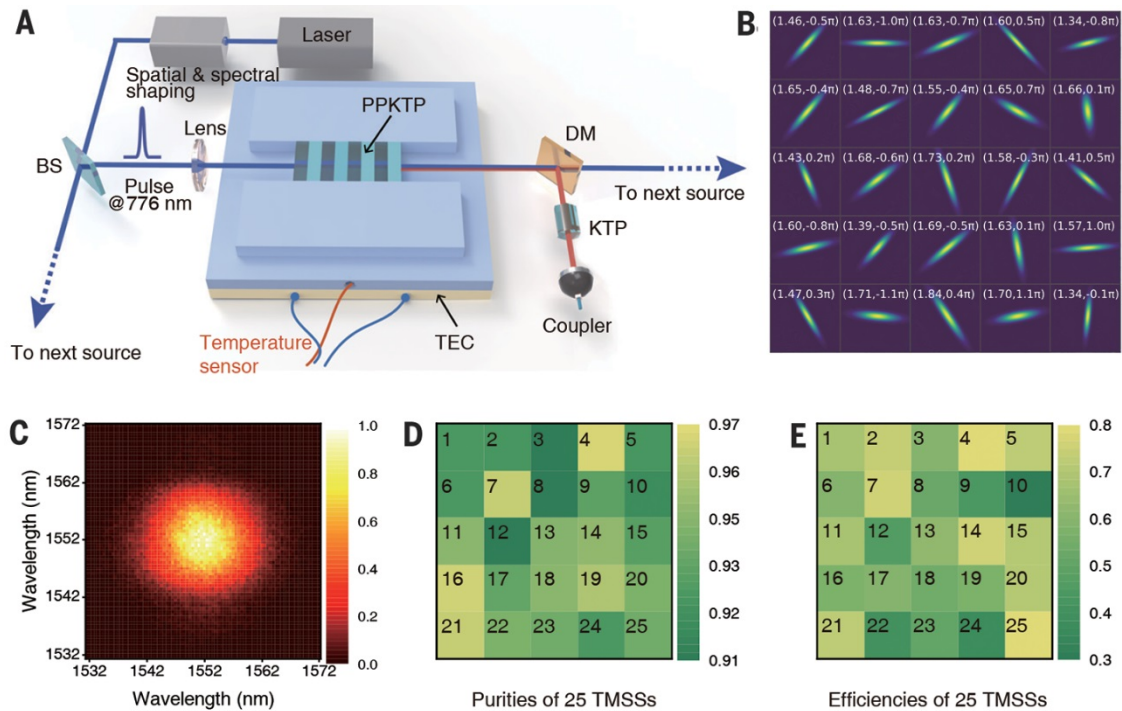 A
Laser
Spatial & spectral
shaping
PPKTP
DM
Lens
BS
Pulse
@776 nm
To next source
KTP
Coupler
To next source
Temperature
sensor
TEC
B
(1.46,-0.5π) (1.63,-1.0π) (1.63,-0.7π) (1.60,0.5π) (1.34,-0.8π)
(1.65,-0.4π) (1.48,-0.7π) (1.55,-0.4π) (1.65,0.7π) (1.66,0.1π)
(1.43,0.2π) (1.68,-0.6π) (1.73,0.2π) (1.58,-0.3π) (1.41,0.5π)
(1.60,-0.8π) (1.39,-0.5π) (1.69,-0.5π) (1.63,0.1π) (1.57,1.0π)
(1.47,0.3π) (1.71,-1.1π) (1.84,0.4π) (1.70,1.1π) (1.34,-0.1π)
C
Wavelength (nm)
1572
1562
1552
1542
1532
1532 1542 1552 1562 1572
Wavelength (nm)
1.0
0.8
0.6
0.4
0.2
0.0
D
1 2 3 4 5
6 7 8 9 10
11 12 13 14 15
16 17 18 19 20
21 22 23 24 25
0.97
0.96
0.95
0.94
0.93
0.92
0.91
Purities of 25 TMSSs
E
1 2 3 4 5
6 7 8 9 10
11 12 13 14 15
16 17 18 19 20
21 22 23 24 25
0.8
0.7
0.6
0.5
0.4
0.3
Efficiencies of 25 TMSSs